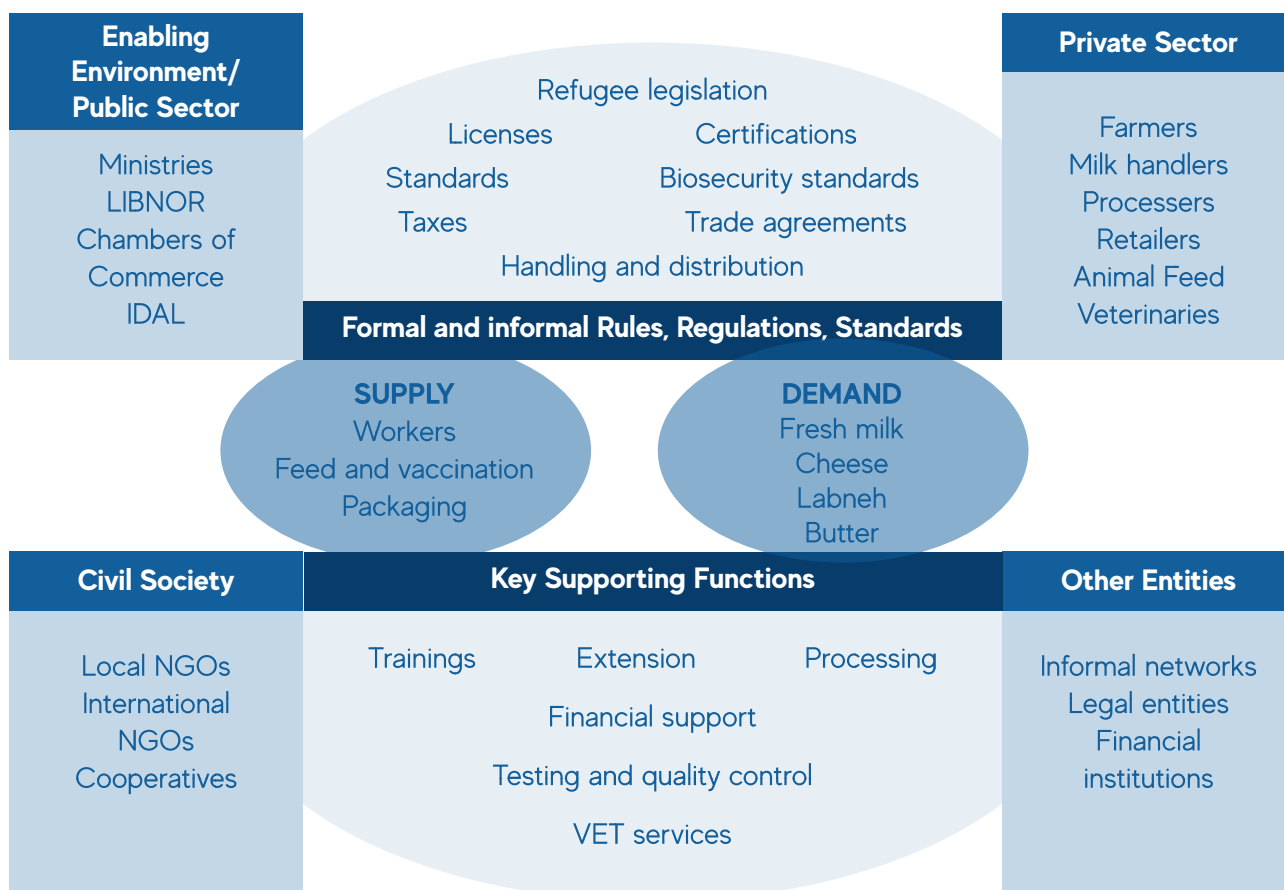 Enabling
Environment/
Public Sector
Ministries
LIBNOR
Chambers of
Commerce
IDAL
Refugee legislation
Licenses Certifications
Standards Biosecurity standards
Taxes Trade agreements
Handling and distribution
Formal and informal Rules, Regulations, Standards
Private Sector
Farmers
Milk handlers
Processers
Retailers
Animal Feed
Veterinaries
SUPPLY
Workers
Feed and vaccination
Packaging
DEMAND
Fresh milk
Cheese
Labneh
Butter
Civil Society
Local NGOs
International
NGOs
Cooperatives
Key Supporting Functions
Trainings Extension Processing
Financial support
Testing and quality control
VET services
Other Entities
Informal networks
Legal entities
Financial
institutions